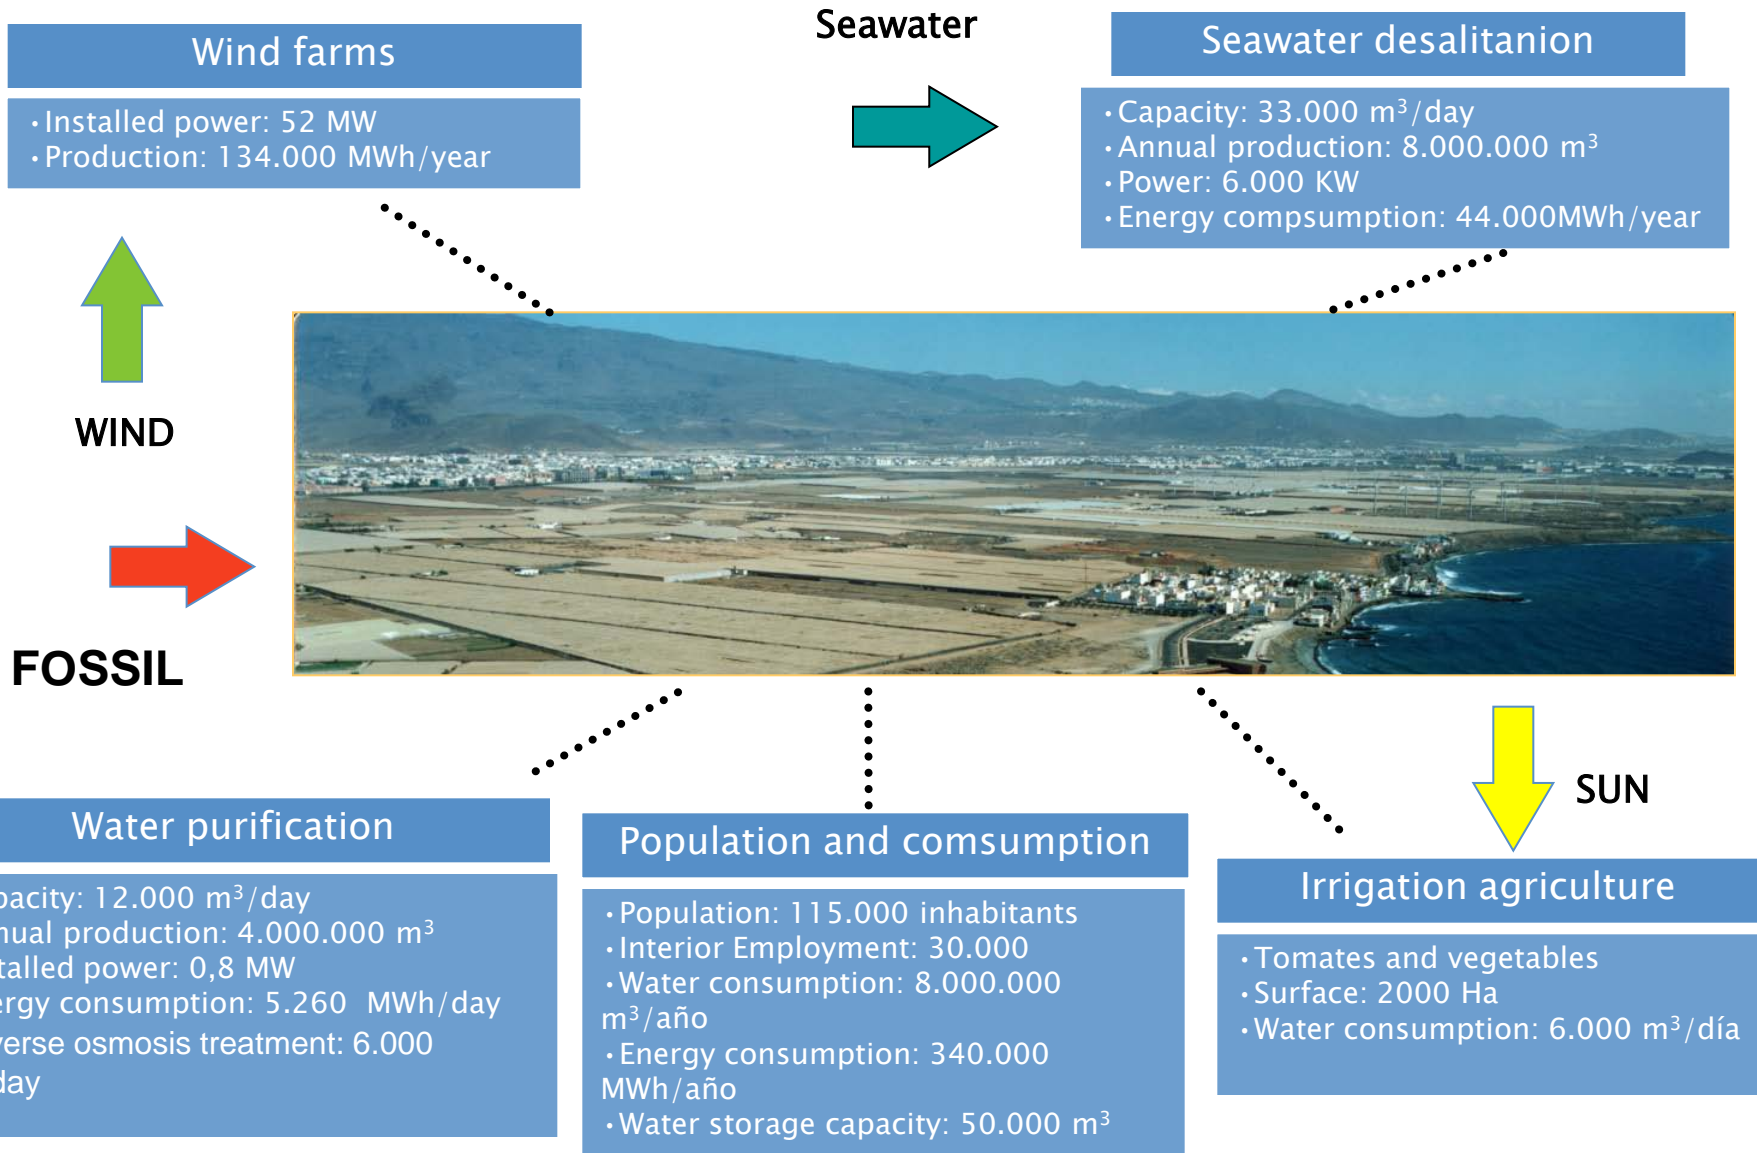 Seawater
Wind farms
· Installed power: 52 MW
· Production: 134.000 MWh/year
Seawater desalitanion
· Capacity: 33.000 m³/day
· Annual production: 8.000.000 m³
· Power: 6.000 KW
· Energy compsumption: 44.000MWh/year
WIND
FOSSIL
SUN
Water purification
pacity: 12.000 m³/day
nual production: 4.000.000 m³
talled power: 0,8 MW
ergy consumption: 5.260 MWh/day
verse osmosis treatment: 6.000
day
Population and comsumption
· Population: 115.000 inhabitants
· Interior Employment: 30.000
· Water consumption: 8.000.000
m³/año
· Energy consumption: 340.000
MWh/año
· Water storage capacity: 50.000 m³
Irrigation agriculture
· Tomates and vegetables
· Surface: 2000 Ha
· Water consumption: 6.000 m³/día